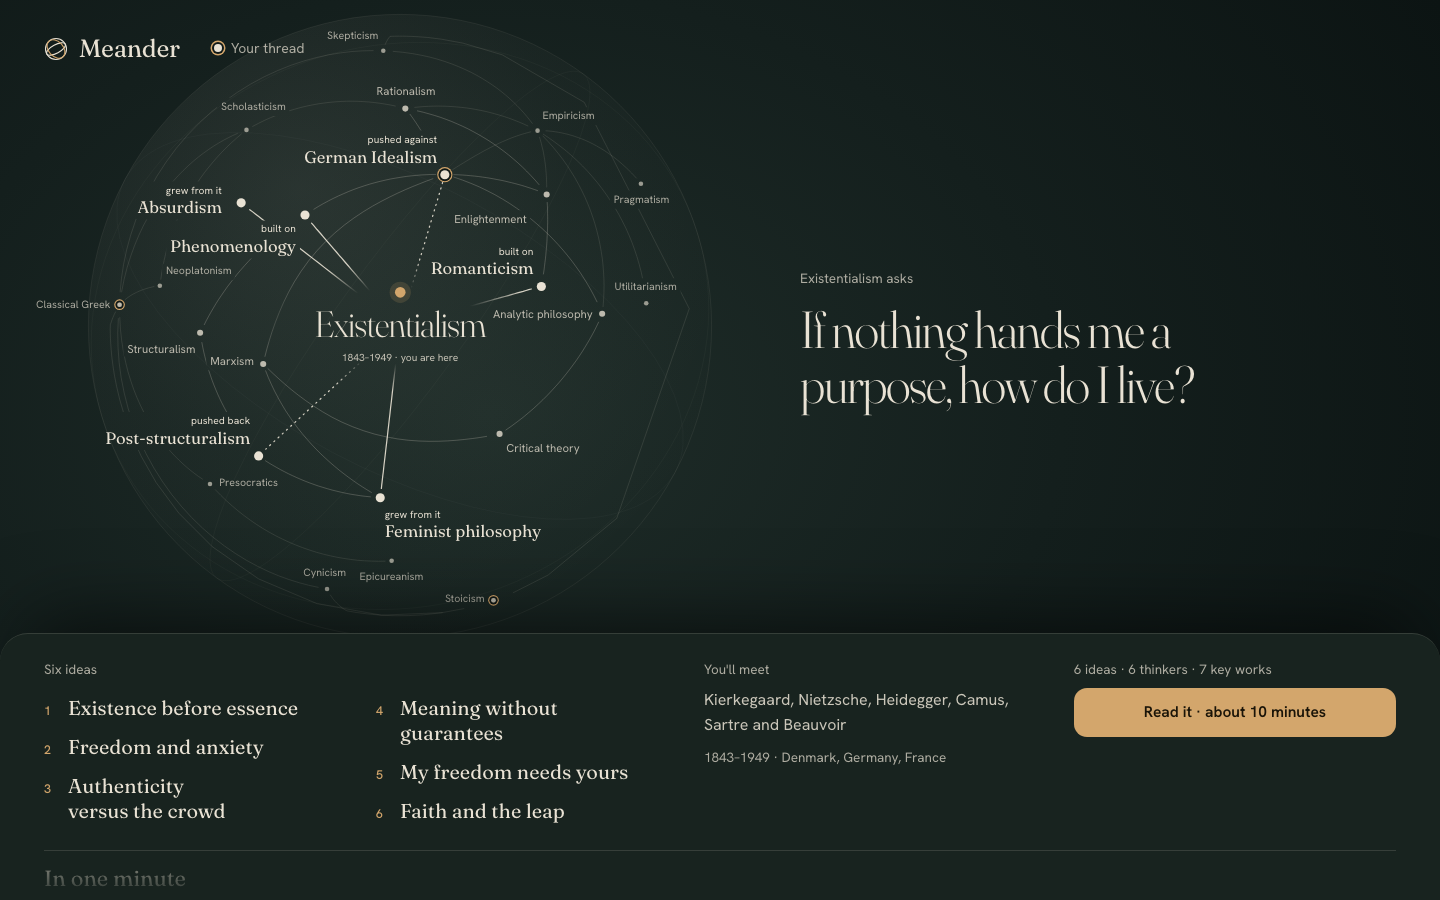 Meander
Your thread
Skepticism
Rationalism
Scholasticism
Empiricism
pushed against
German Idealism
grew from it
Absurdism
Pragmatism
Enlightenment
built on
Phenomenology
built on
Romanticism
Neoplatonism
Utilitarianism
Classical Greek
Analytic philosophy
Existentialism
1843–1949 · you are here
Structuralism
Marxism
pushed back
Post-structuralism
Critical theory
Presocratics
grew from it
Feminist philosophy
Cynicism
Epicureanism
Stoicism
Existentialism asks
If nothing hands me a
purpose, how do I live?
Six ideas
1 Existence before essence
2 Freedom and anxiety
3 Authenticity
versus the crowd
4 Meaning without
guarantees
5 My freedom needs yours
6 Faith and the leap
You'll meet
Kierkegaard, Nietzsche, Heidegger, Camus,
Sartre and Beauvoir
1843–1949 · Denmark, Germany, France
6 ideas · 6 thinkers · 7 key works
Read it · about 10 minutes
In one minute